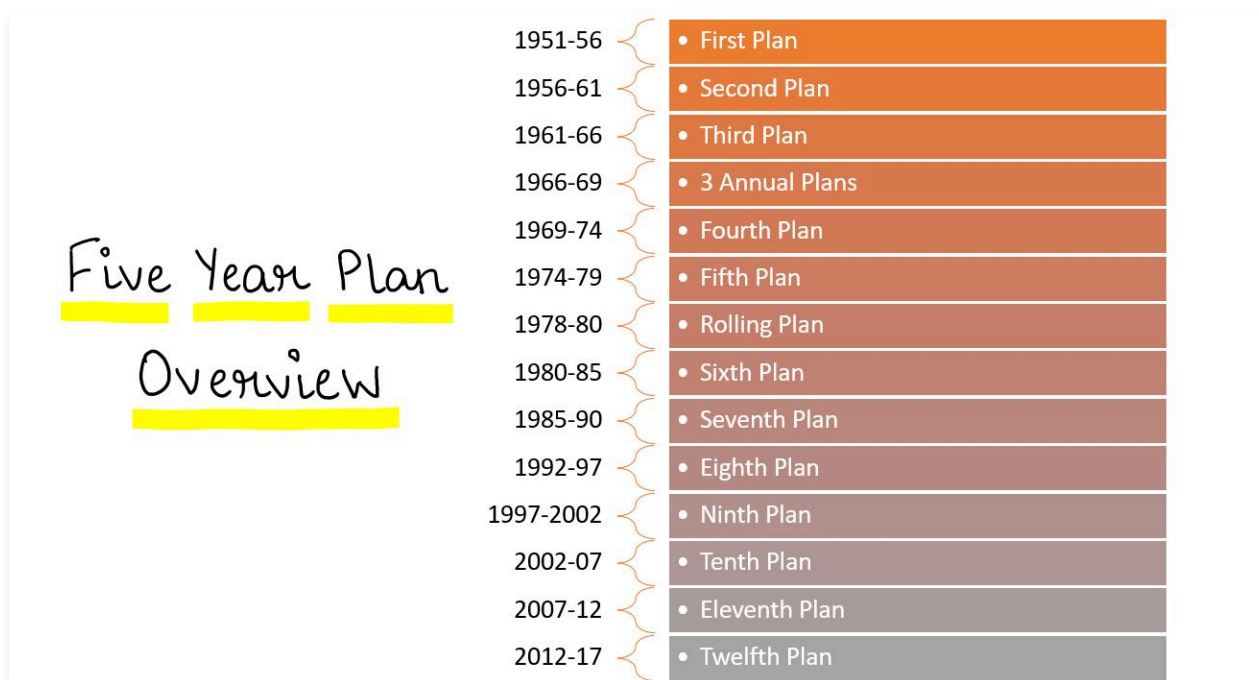 Five Year Plan
Overview
1951-56 • First Plan
1956-61 • Second Plan
1961-66 • Third Plan
1966-69 • 3 Annual Plans
1969-74 • Fourth Plan
1974-79 • Fifth Plan
1978-80 • Rolling Plan
1980-85 • Sixth Plan
1985-90 • Seventh Plan
1992-97 • Eighth Plan
1997-2002 • Ninth Plan
2002-07 • Tenth Plan
2007-12 • Eleventh Plan
2012-17 • Twelfth Plan